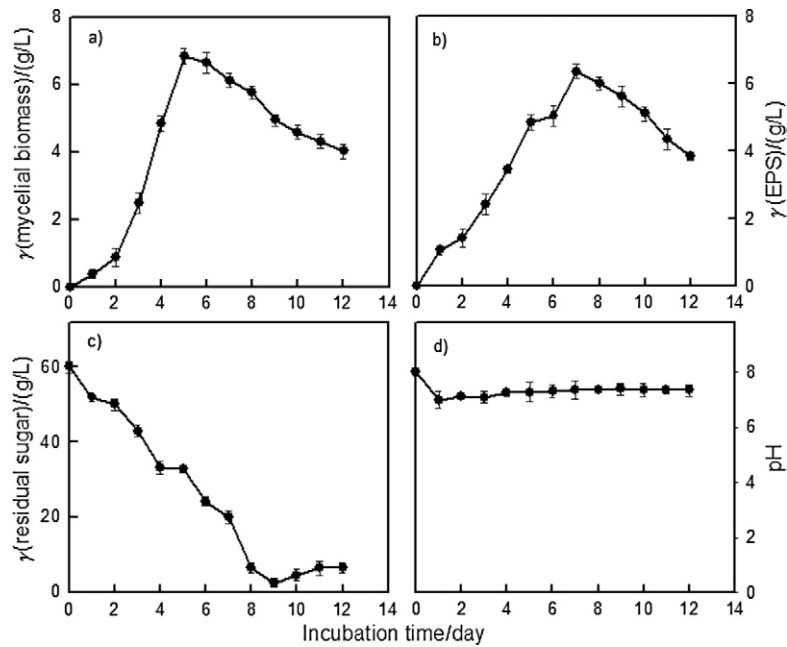 a)
γ(mycelial biomass)/(g/L)
8
6
4
2
0
0 2 4 6 8 10 12 14
b)
γ(EPS)/(g/L)
8
6
4
2
0
0 2 4 6 8 10 12 14
c)
γ(residual sugar)/(g/L)
60
40
20
0
0 2 4 6 8 10 12 14
d)
pH
8
6
4
2
0
0 2 4 6 8 10 12 14
Incubation time/day